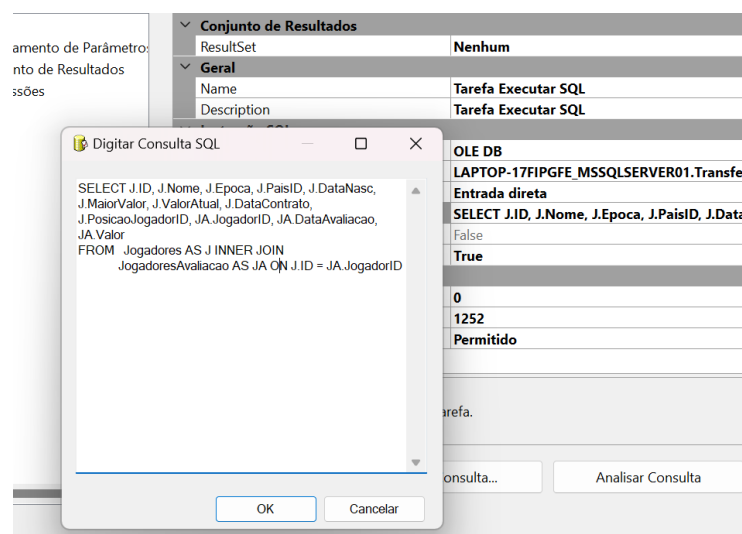 Conjunto de Resultados
amento de Parâmetro
ResultSet Nenhum
nto de Resultados
Geral
ssões
Name Tarefa Executar SQL
Description Tarefa Executar SQL
Digitar Consulta SQL
OLE DB
LAPTOP-17FIPGFE_MSSQLSERVER01.Transfe
Entrada direta
SELECT J.ID, J.Nome, J.Epoca, J.PaisID, J.Data
False
True
0
1252
Permitido
SELECT J.ID, J.Nome, J.Epoca, J.PaisID, J.DataNasc,
J.MaiorValor, J.ValorAtual, J.DataContrato,
J.PosicaoJogadorID, JA.JogadorID, JA.DataAvaliacao,
JA.Valor
FROM Jogadores AS J INNER JOIN
JogadoresAvaliacao AS JA ON J.ID = JA.JogadorID
arefa.
onsulta... Analisar Consulta
OK Cancelar